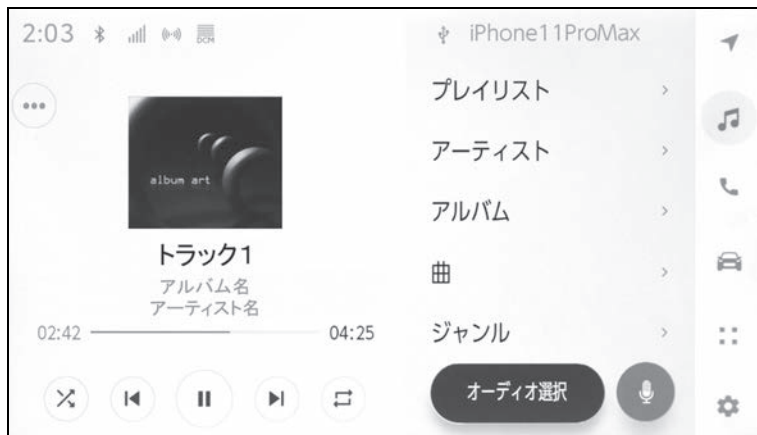 2:03
DCM
album art
トラック1
アルバム名
アーティスト名
02:42
04:25
iPhone11ProMax
プレイリスト
アーティスト
アルバム
曲
ジャンル
オーディオ選択